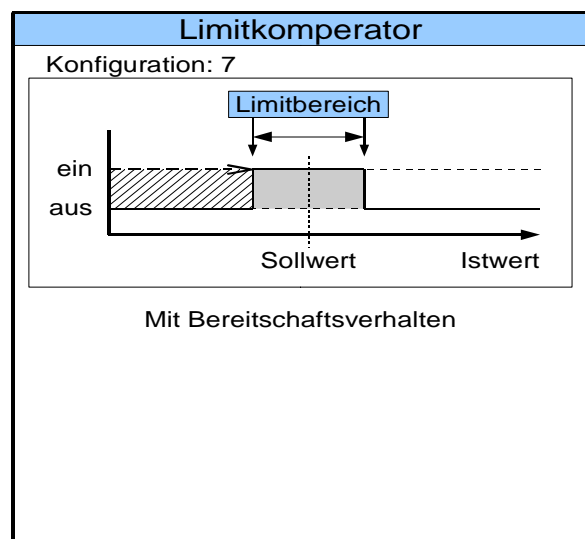 Limitkomperator
Konfiguration: 7
Limitbereich
ein
aus
Sollwert Istwert
Mit Bereitschaftsverhalten